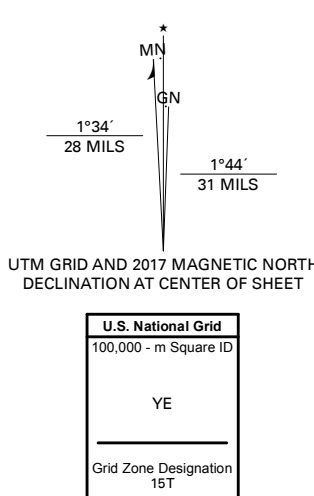 ★
MN
GN
1°34´
28 MILS
1°44´
31 MILS
UTM GRID AND 2017 MAGNETIC NORTH
DECLINATION AT CENTER OF SHEET
U.S. National Grid
100,000 - m Square ID
YE
Grid Zone Designation
15T